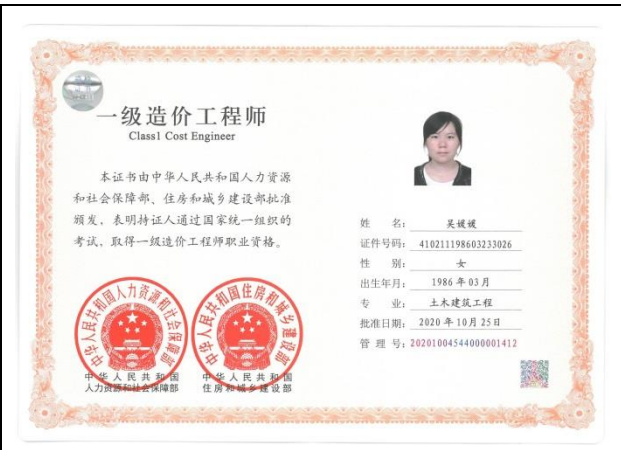 一级造价工程师
Class1 Cost Engineer
本证书由中华人民共和国人力资源
和社会保障部、住房和城乡建设部批准
颁发，表明持证人通过国家统一组织的
考试，取得一级造价工程师职业资格。
中华人民共和国人力资源和社会保障部
中华人民共和国住房和城乡建设部
中华人民共和国
人力资源和社会保障部
中华人民共和国
住房和城乡建设部
姓 名： 吴媛媛
证件号码： 410211198603233026
性 别： 女
出生年月： 1986年03月
专 业： 土木建筑工程
批准日期： 2020年10月25日
管 理 号： 20201004544000001412